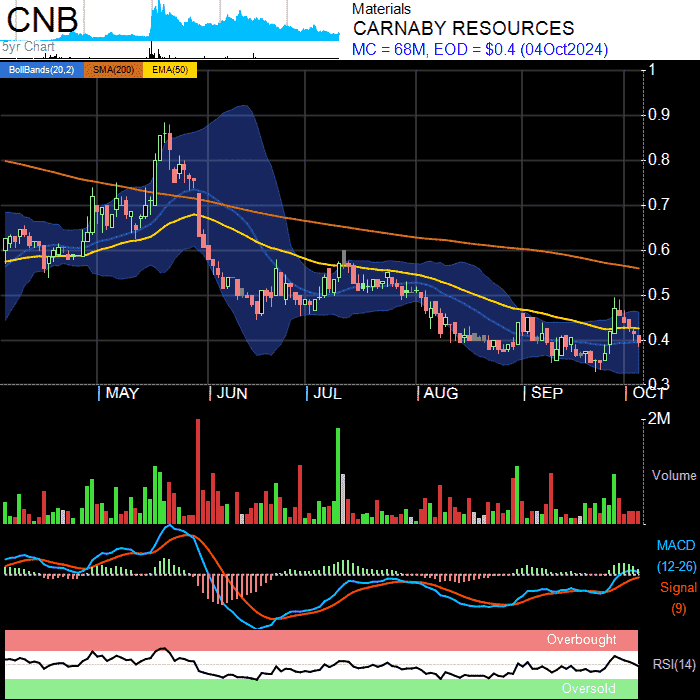 CNB
5yr Chart
Materials
CARNABY RESOURCES
MC = 68M, EOD = $0.4 (04Oct2024)
BollBands(20,2) SMA(200) EMA(50)
1
0.9
0.8
0.7
0.6
0.5
0.4
0.3
MAY JUN JUL AUG SEP OCT
2M
Volume
MACD
(12-26)
Signal
(9)
Overbought
RSI(14)
Oversold